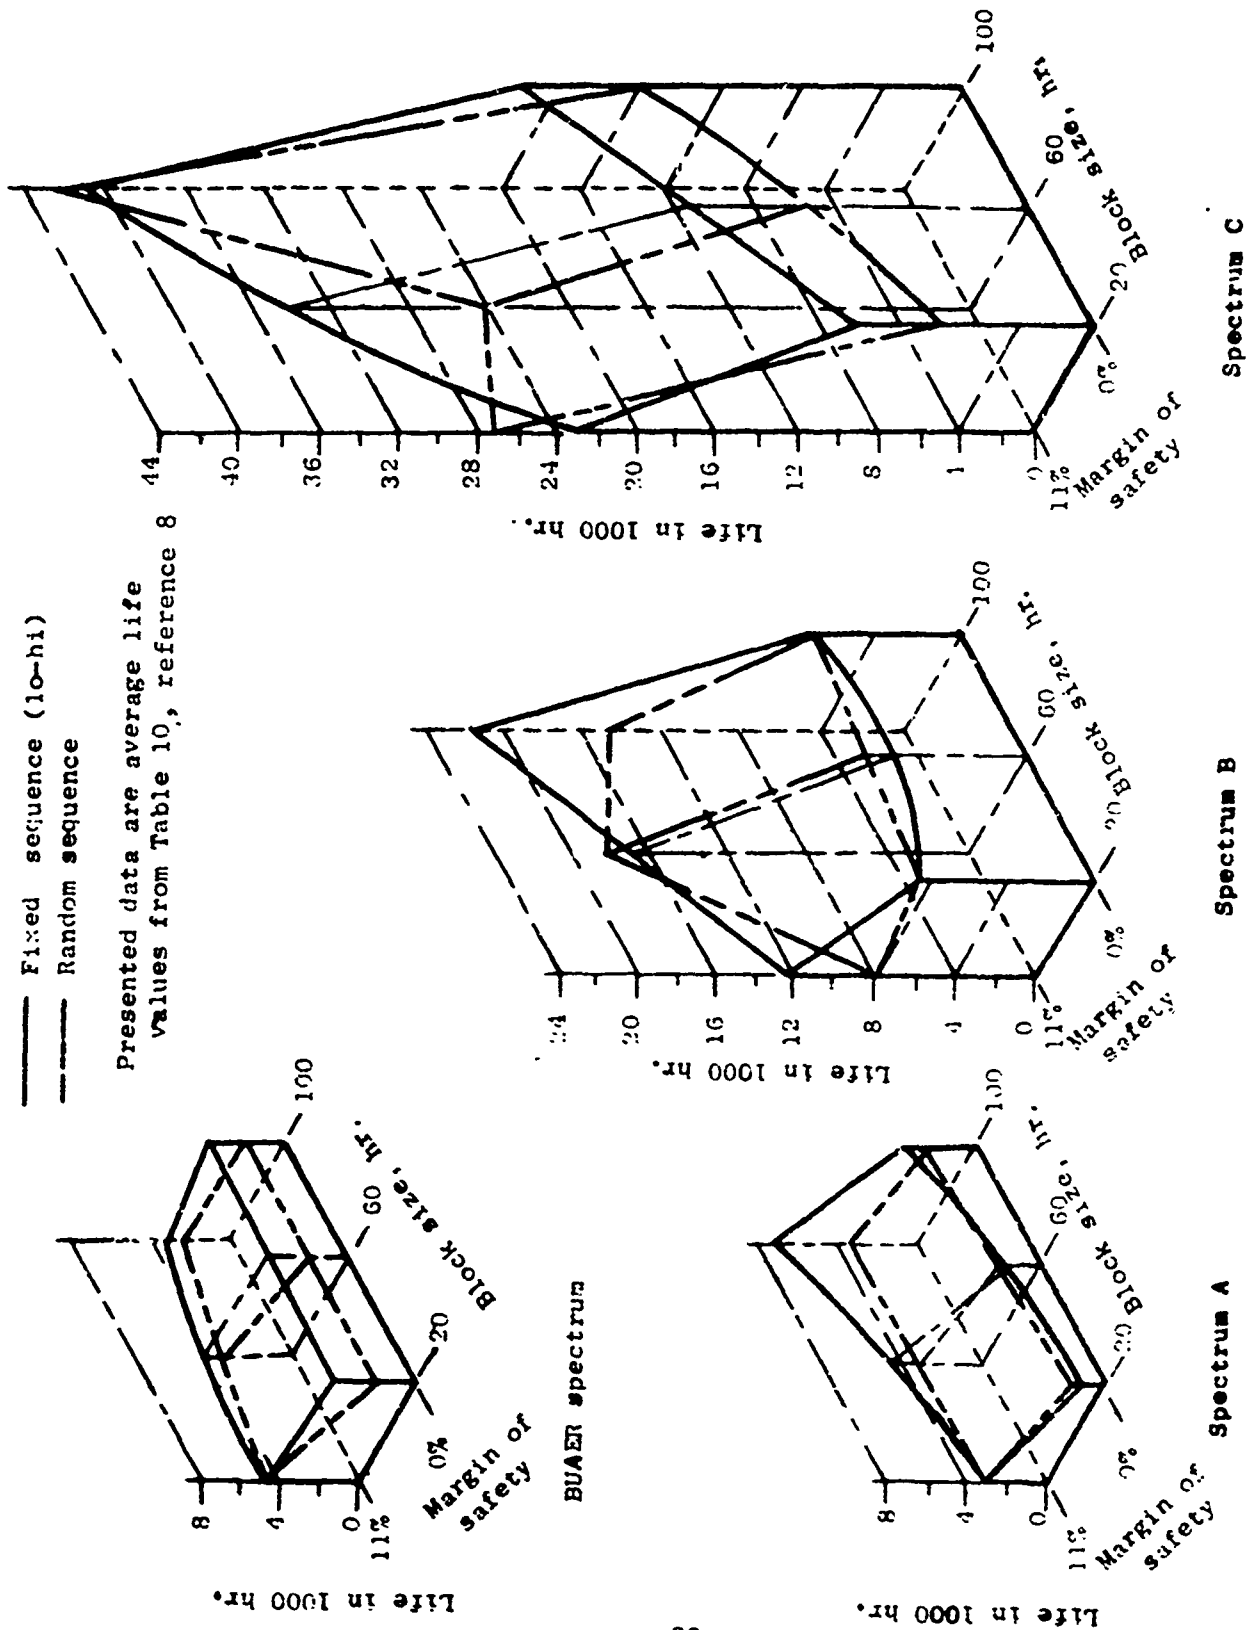 Fixed sequence (lo-hi)
Random sequence
Presented data are average life
values from Table 10, reference 8
Life in 1000 hr.
8
4
0
11%
0%
Margin of
safety
20
60
100
Block size, hr.
BUAER spectrum
Life in 1000 hr.
8
4
0
11%
0%
Margin of
safety
20
60
100
Block size, hr.
Spectrum A
Life in 1000 hr.
24
20
16
12
8
4
0
11%
0%
Margin of
safety
20
60
100
Block size, hr.
Spectrum B
Life in 1000 hr.
44
40
36
32
28
24
20
16
12
8
4
0
11%
0%
Margin of
safety
20
60
100
Block size, hr.
Spectrum C